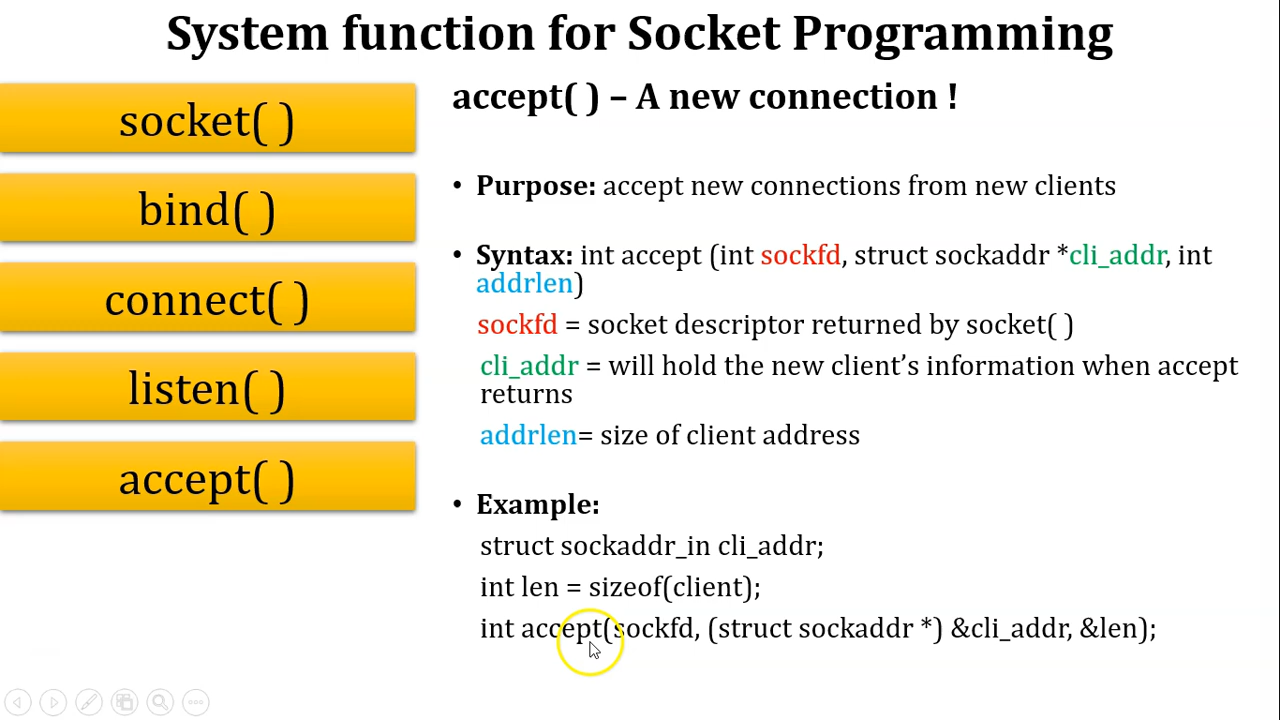 System function for Socket Programming
socket( )
bind( )
connect( )
listen( )
accept( )
accept( ) – A new connection !
• Purpose: accept new connections from new clients
• Syntax: int accept (int sockfd, struct sockaddr *cli_addr, int
addrlen)
sockfd = socket descriptor returned by socket( )
cli_addr = will hold the new client’s information when accept
returns
addrlen= size of client address
• Example:
struct sockaddr_in cli_addr;
int len = sizeof(client);
int accept(sockfd, (struct sockaddr *) &cli_addr, &len);